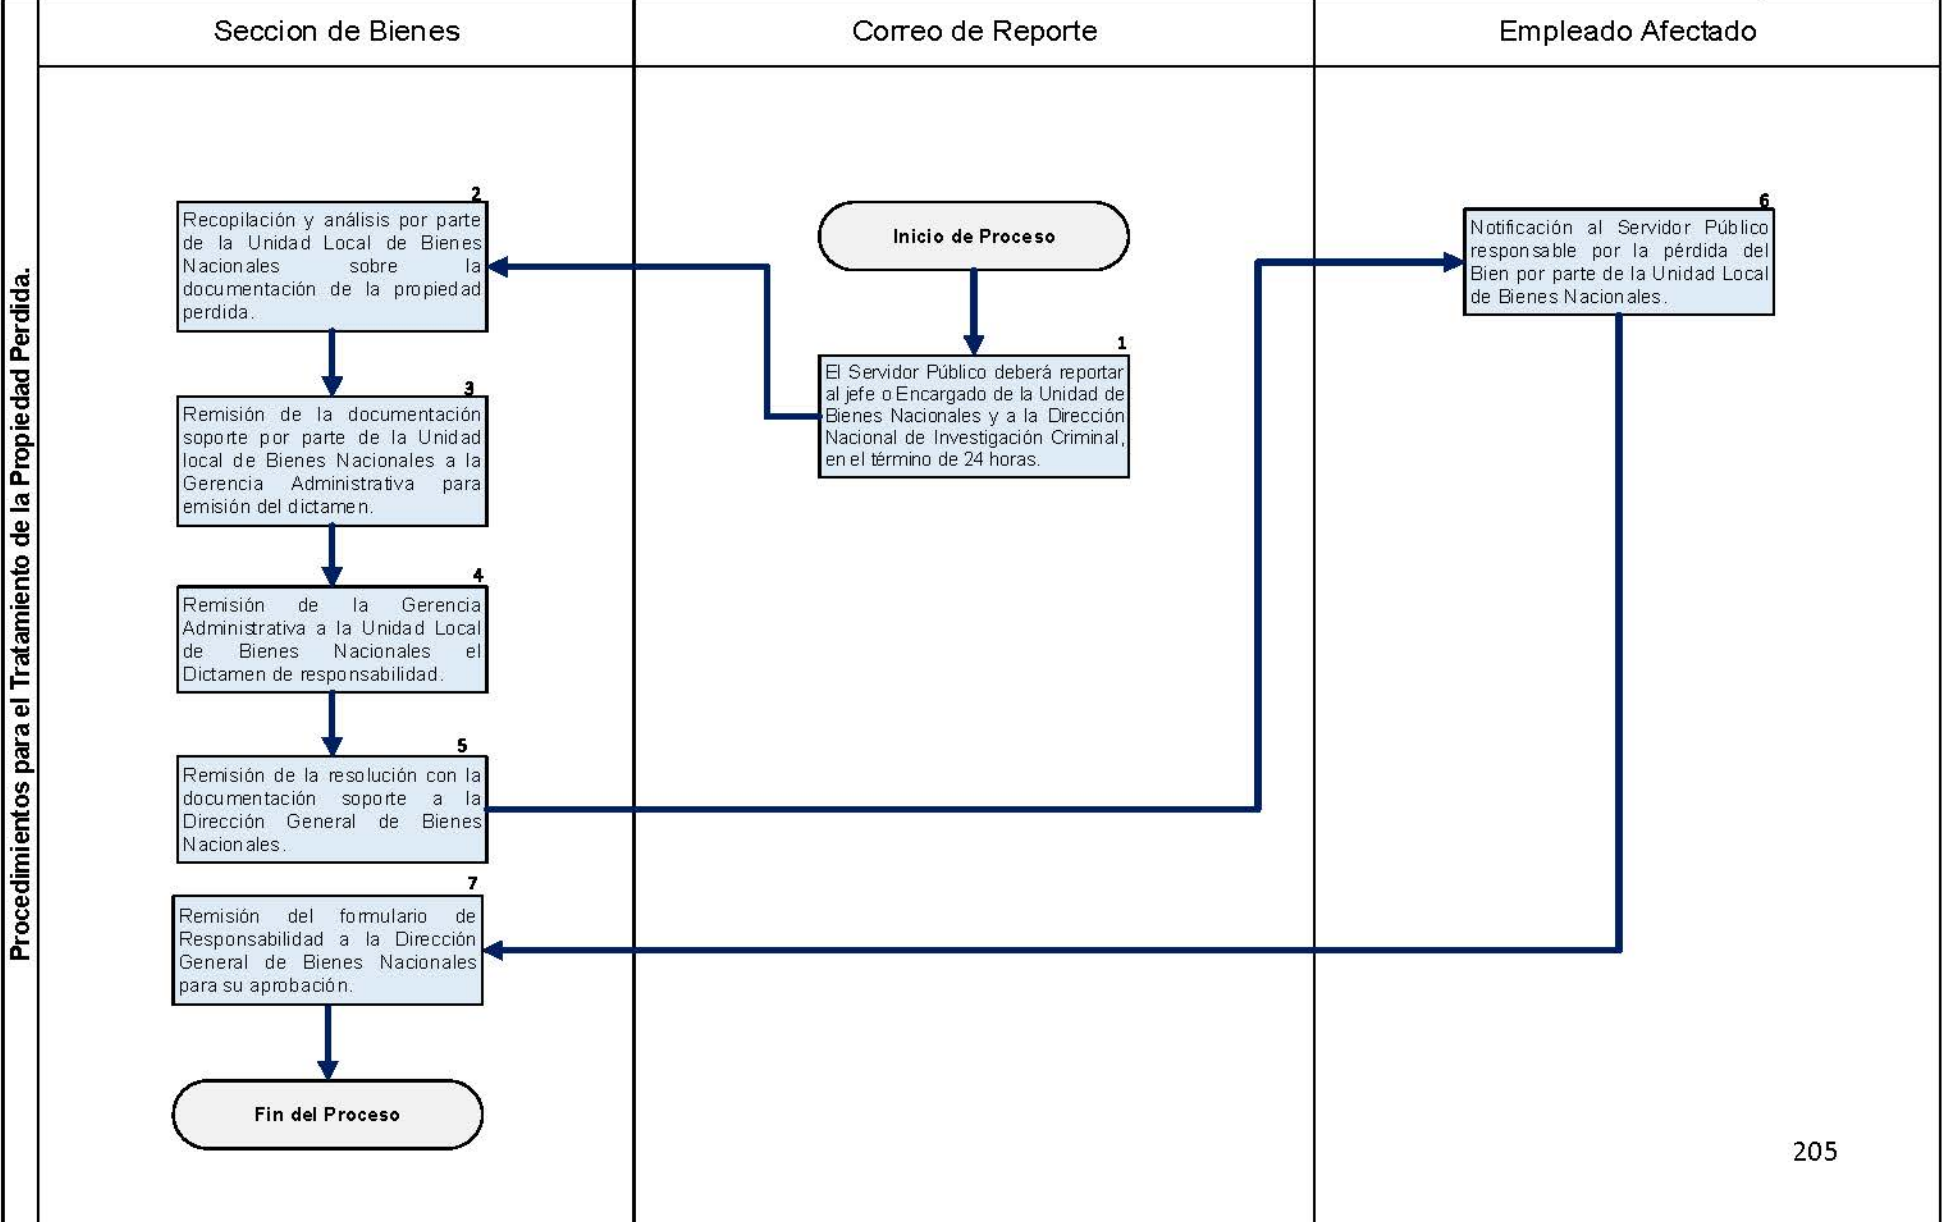 Procedimientos para el Tratamiento de la Propiedad Perdida.
Seccion de Bienes
Correo de Reporte
Empleado Afectado
Inicio de Proceso
1
El Servidor Público deberá reportar
al jefe o Encargado de la Unidad de
Bienes Nacionales y a la Dirección
Nacional de Investigación Criminal,
en el término de 24 horas.
2
Recopilación y análisis por parte
de la Unidad Local de Bienes
Nacionales sobre la
documentación de la propiedad
perdida.
3
Remisión de la documentación
soporte por parte de la Unidad
local de Bienes Nacionales a la
Gerencia Administrativa para
emisión del dictamen.
4
Remisión de la Gerencia
Administrativa a la Unidad Local
de Bienes Nacionales el
Dictamen de responsabilidad.
5
Remisión de la resolución con la
documentación soporte a la
Dirección General de Bienes
Nacionales.
6
Notificación al Servidor Público
responsable por la pérdida del
Bien por parte de la Unidad Local
de Bienes Nacionales.
7
Remisión del formulario de
Responsabilidad a la Dirección
General de Bienes Nacionales
para su aprobación.
Fin del Proceso
205